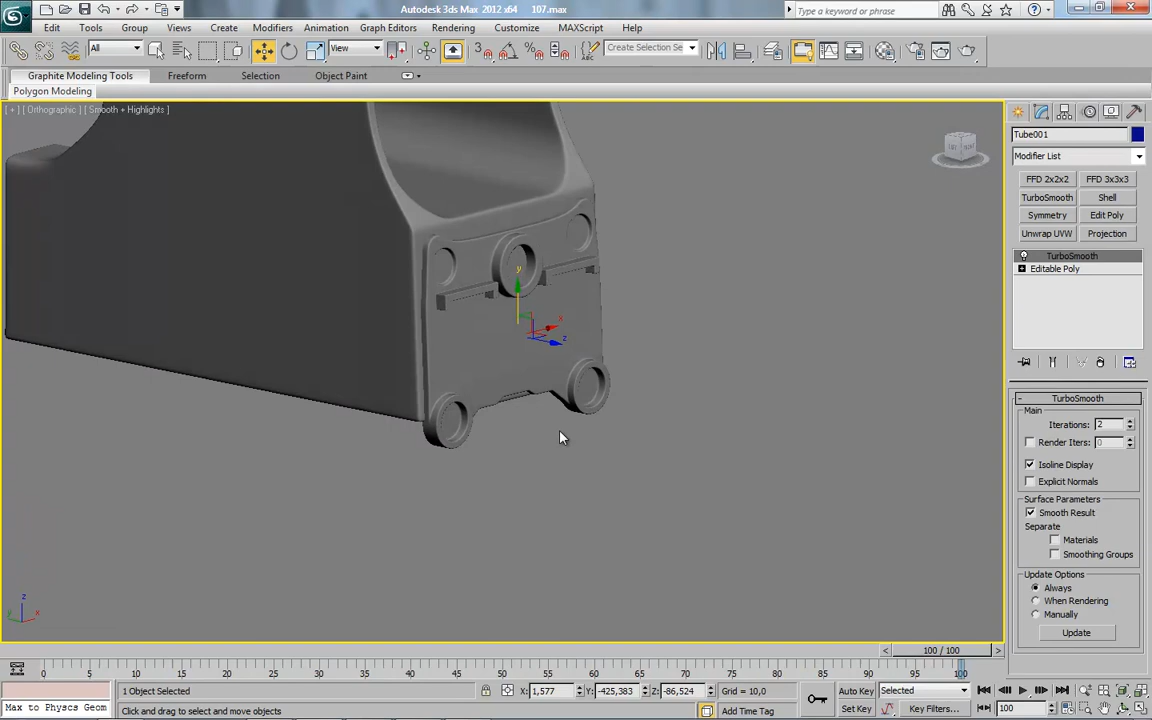 Autodesk 3ds Max 2012 x64    107.max
Type a keyword or phrase
Edit Tools Group Views Create Modifiers Animation Graph Editors Rendering Customize MAXScript Help
All View Create Selection Se
Graphite Modeling Tools Freeform Selection Object Paint
Polygon Modeling
[ + ] [ Orthographic ] [ Smooth + Highlights ]
Tube001
Modifier List
FFD 2x2x2 FFD 3x3x3
TurboSmooth Shell
Symmetry Edit Poly
Unwrap UVW Projection
TurboSmooth
Editable Poly
y
x
z
- TurboSmooth
Main
Iterations: 2
Render Iters: 0
Isoline Display
Explicit Normals
Surface Parameters
Smooth Result
Separate
Materials
Smoothing Groups
Update Options
Always
When Rendering
Manually
Update
z
y x
< 100 / 100 >
0 5 10 15 20 25 30 35 40 45 50 55 60 65 70 75 80 85 90 95 100
1 Object Selected X: 1,577 Y: -425,383 Z: -86,524 Grid = 10,0 Auto Key Selected
Max to Physcs Geom Click and drag to select and move objects Add Time Tag Set Key Key Filters... 100